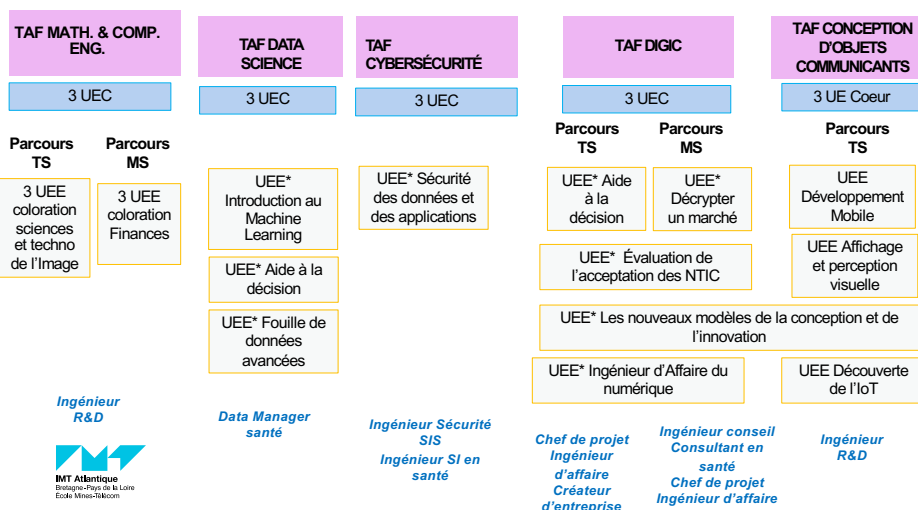 TAF MATH. & COMP.
ENG.
3 UEC
Parcours
TS
Parcours
MS
3 UEE
coloration
sciences
et techno
de l'Image
3 UEE
coloration
Finances
Ingénieur
R&D
IMT Atlantique
Bretagne-Pays de la Loire
École Mines-Télécom
TAF DATA
SCIENCE
3 UEC
UEE*
Introduction au
Machine
Learning
UEE* Aide à la
décision
UEE* Fouille de
données
avancées
Data Manager
santé
TAF
CYBERSÉCURITÉ
3 UEC
UEE* Sécurité
des données et
des applications
Ingénieur Sécurité
SIS
Ingénieur SI en
santé
TAF DIGIC
3 UEC
Parcours
TS
Parcours
MS
UEE* Aide
à la
décision
UEE*
Décrypter
un marché
UEE* Évaluation de
l'acceptation des NTIC
UEE* Les nouveaux modèles de la conception et de
l'innovation
UEE* Ingénieur d'Affaire du
numérique
Chef de projet
Ingénieur
d'affaire
Créateur
d'entreprise
Ingénieur conseil
Consultant en
santé
Chef de projet
Ingénieur d'affaire
TAF CONCEPTION
D'OBJETS
COMMUNICANTS
3 UE Coeur
Parcours
TS
UEE
Développement
Mobile
UEE Affichage
et perception
visuelle
UEE Découverte
de l'IoT
Ingénieur
R&D